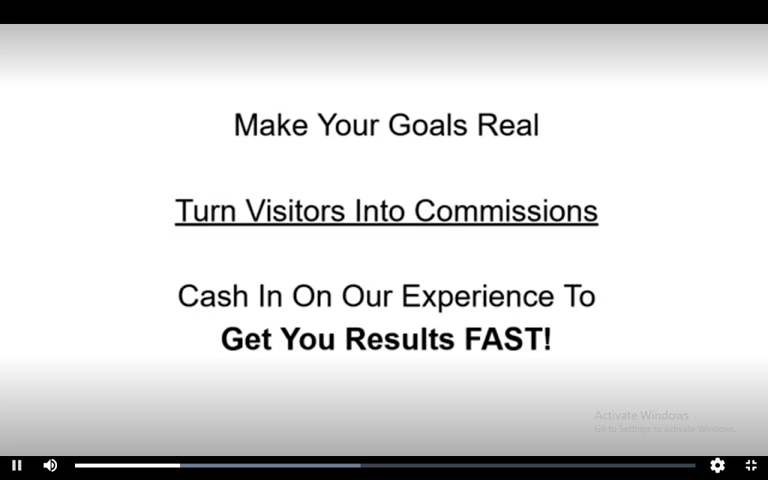 Make Your Goals Real
Turn Visitors Into Commissions
Cash In On Our Experience To
Get You Results FAST!
Activate Windows
Go to Settings to activate Windows.